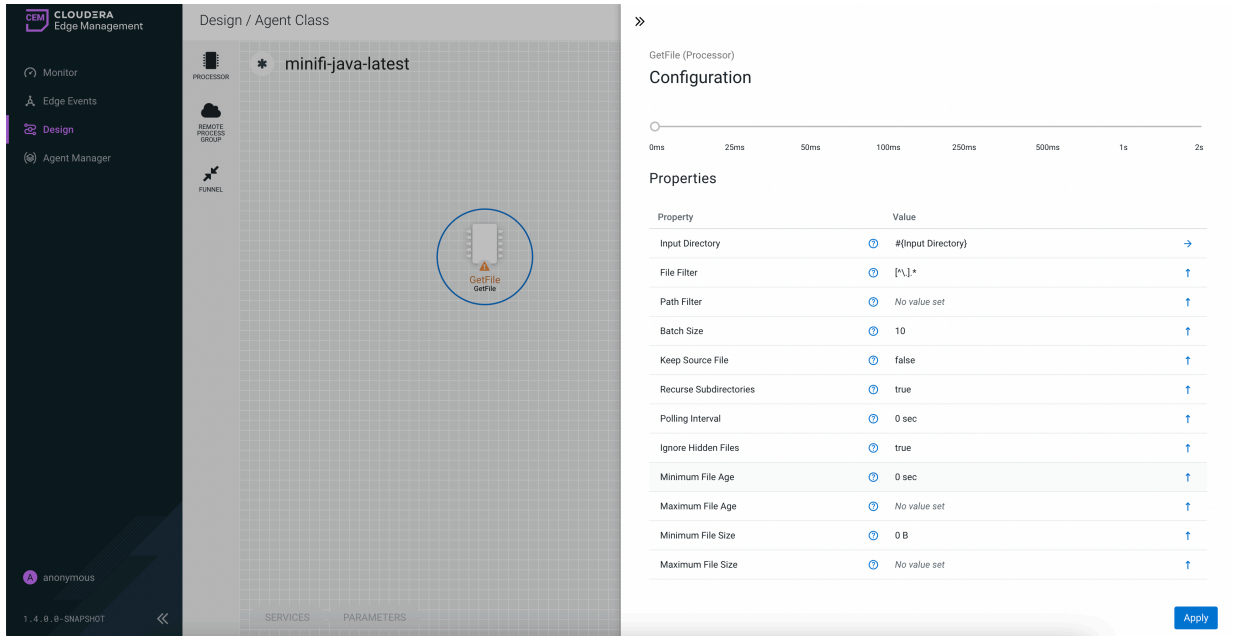 CEM CLOUDERA
Edge Management
Monitor
Edge Events
Design
Agent Manager
A anonymous
1.4.0.0-SNAPSHOT
Design / Agent Class
PROCESSOR
REMOTE
PROCESS
GROUP
FUNNEL
minifi-java-latest
GetFile
GetFile
SERVICES PARAMETERS
GetFile (Processor)
Configuration
0ms 25ms 50ms 100ms 250ms 500ms 1s 2s
Properties
Property Value
Input Directory #{Input Directory}
File Filter [^\.].*
Path Filter No value set
Batch Size 10
Keep Source File false
Recurse Subdirectories true
Polling Interval 0 sec
Ignore Hidden Files true
Minimum File Age 0 sec
Maximum File Age No value set
Minimum File Size 0 B
Maximum File Size No value set
Apply